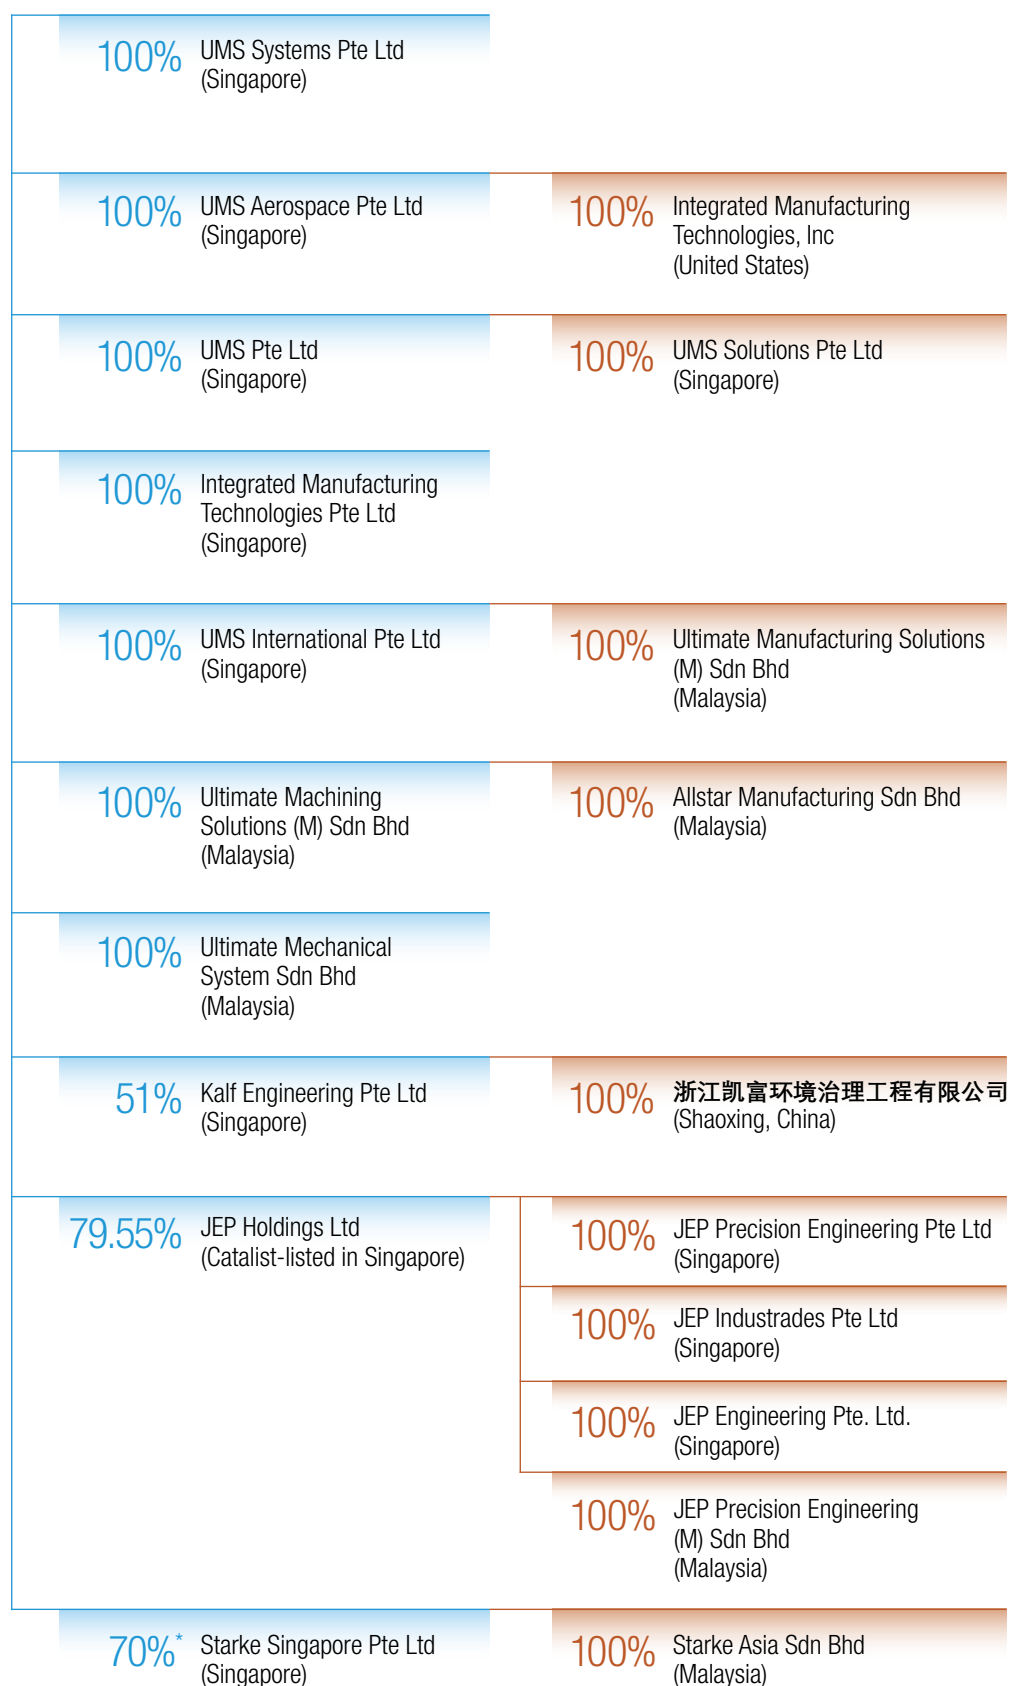 100% UMS Systems Pte Ltd
(Singapore)
100% UMS Aerospace Pte Ltd
(Singapore)
100% Integrated Manufacturing
Technologies, Inc
(United States)
100% UMS Pte Ltd
(Singapore)
100% UMS Solutions Pte Ltd
(Singapore)
100% Integrated Manufacturing
Technologies Pte Ltd
(Singapore)
100% UMS International Pte Ltd
(Singapore)
100% Ultimate Manufacturing Solutions
(M) Sdn Bhd
(Malaysia)
100% Ultimate Machining
Solutions (M) Sdn Bhd
(Malaysia)
100% Allstar Manufacturing Sdn Bhd
(Malaysia)
100% Ultimate Mechanical
System Sdn Bhd
(Malaysia)
51% Kalf Engineering Pte Ltd
(Singapore)
100% 浙江凯富环境治理工程有限公司
(Shaoxing, China)
79.55% JEP Holdings Ltd
(Catalist-listed in Singapore)
100% JEP Precision Engineering Pte Ltd
(Singapore)
100% JEP Industrades Pte Ltd
(Singapore)
100% JEP Engineering Pte. Ltd.
(Singapore)
100% JEP Precision Engineering
(M) Sdn Bhd
(Malaysia)
70%* Starke Singapore Pte Ltd
(Singapore)
100% Starke Asia Sdn Bhd
(Malaysia)